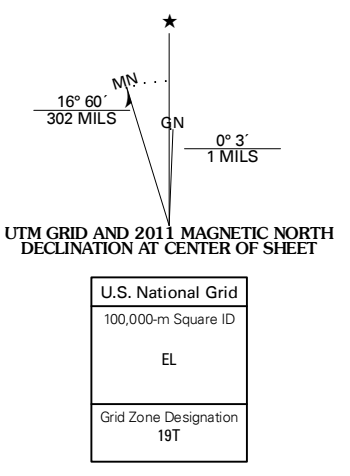 ★
MN
16° 60´
302 MILS
GN
0° 3´
1 MILS
UTM GRID AND 2011 MAGNETIC NORTH
DECLINATION AT CENTER OF SHEET
U.S. National Grid
100,000-m Square ID
EL
Grid Zone Designation
19T